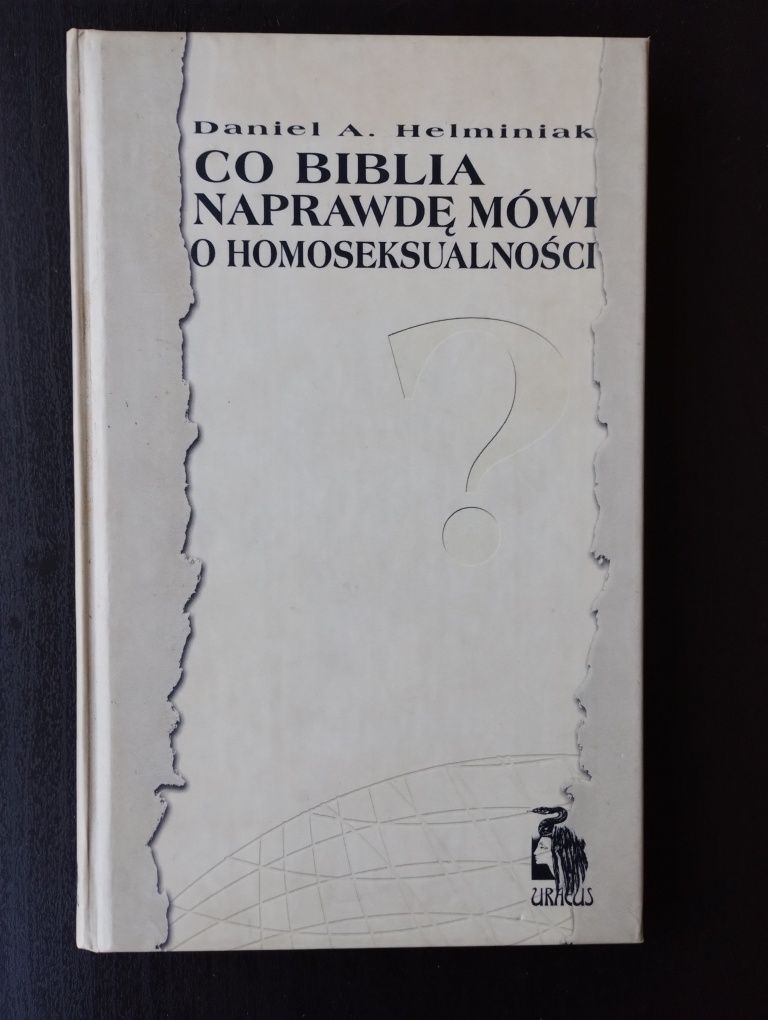 Daniel A. Helminiak
CO BIBLIA
NAPRAWDĘ MÓWI
O HOMOSEKSUALNOŚCI
?
URAEUS